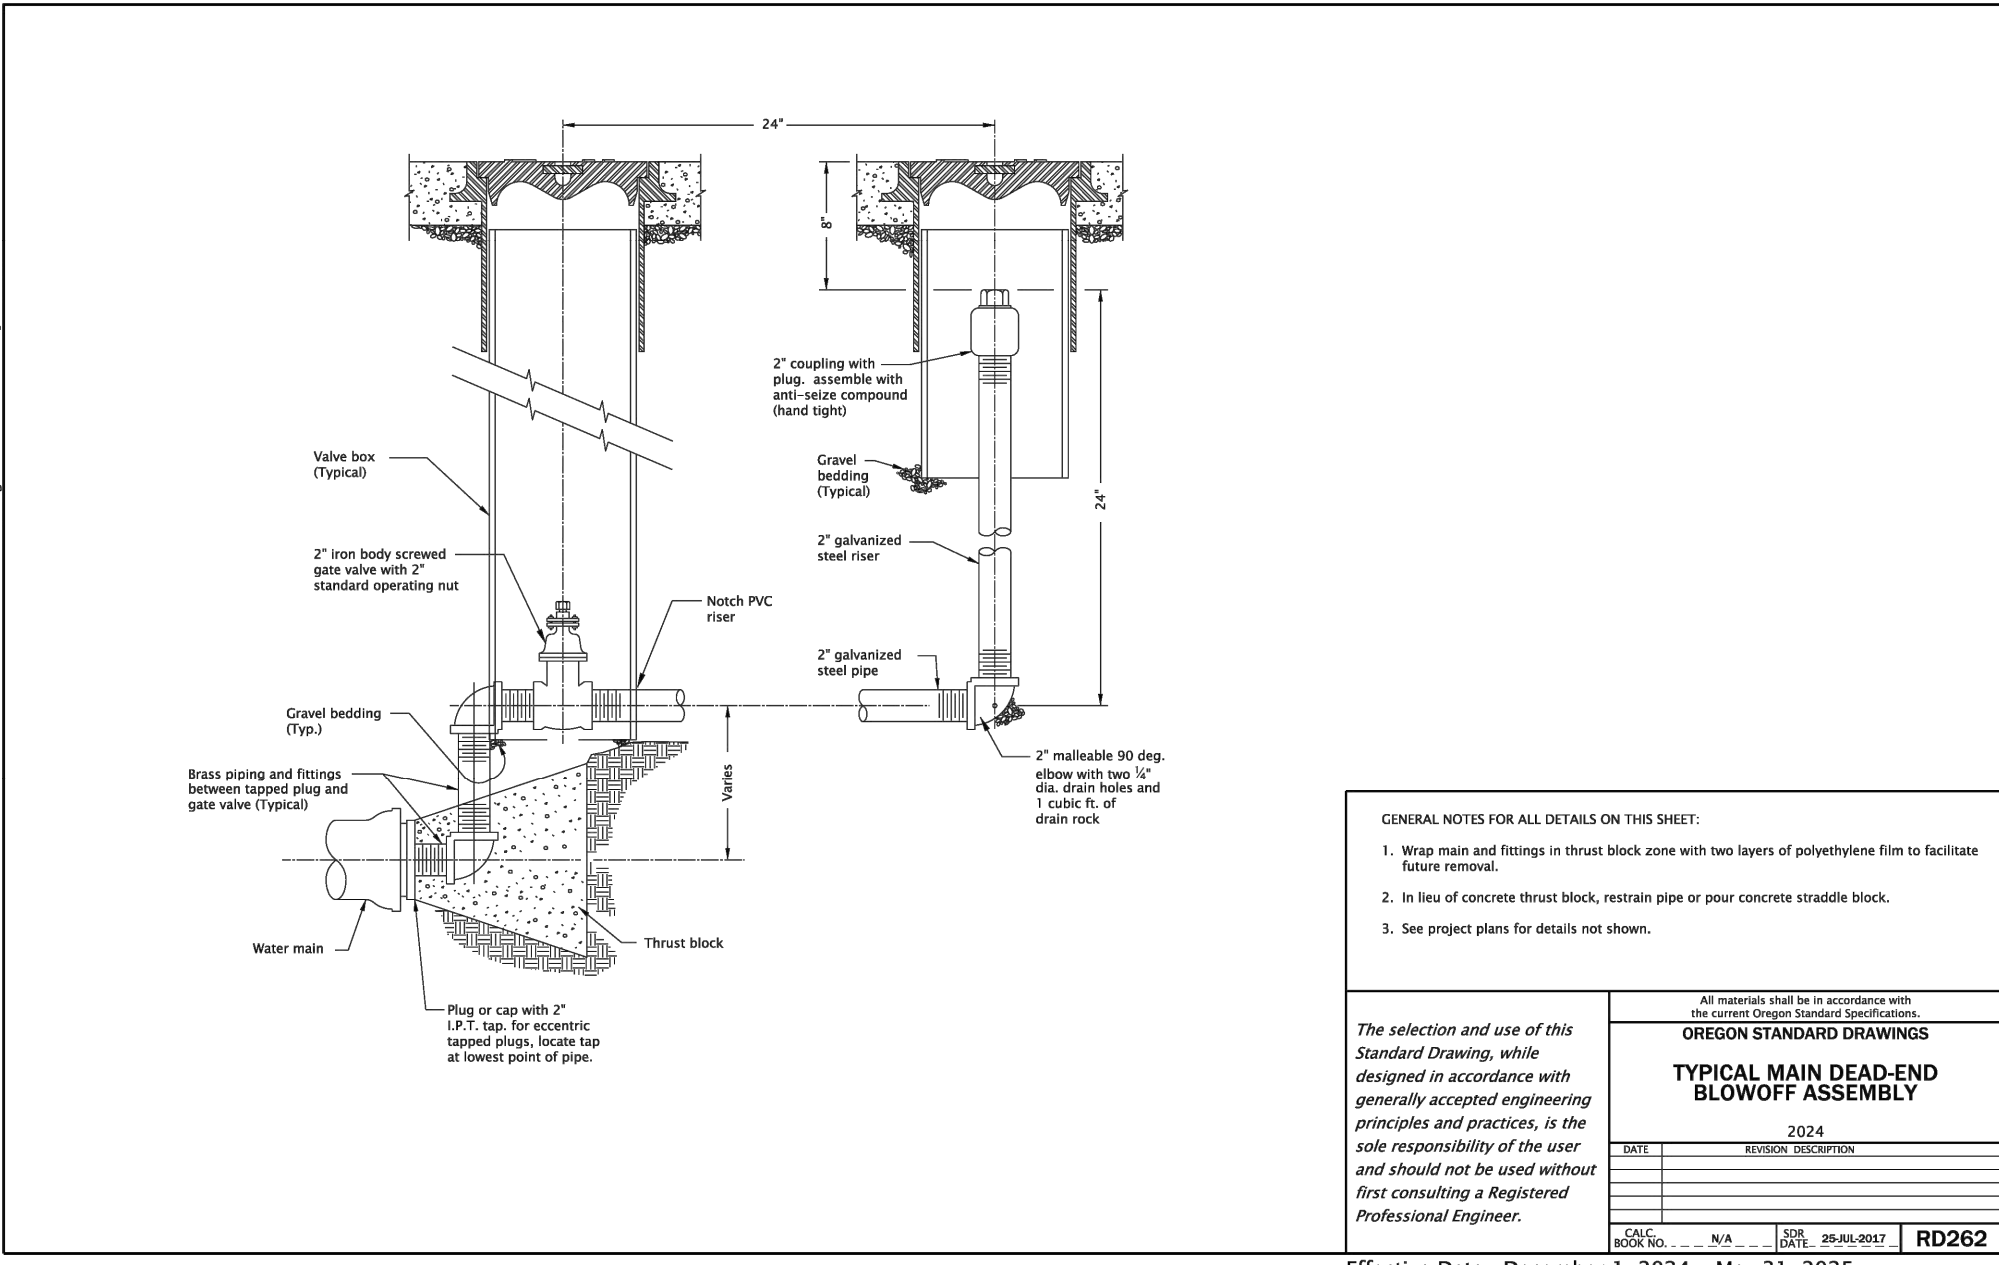 24"
8"
2" coupling with
plug.  assemble with
anti-seize compound
(hand tight)
Valve box
(Typical)
Gravel
bedding
(Typical)
24"
2" iron body screwed
gate valve with 2"
standard operating nut
2" galvanized
steel riser
Notch PVC
riser
2" galvanized
steel pipe
Gravel bedding
(Typ.)
Varies
2" malleable 90 deg.
elbow with two ¼"
dia. drain holes and
1 cubic ft. of
drain rock
Brass piping and fittings
between tapped plug and
gate valve (Typical)
Water main
Thrust block
Plug or cap with 2"
I.P.T. tap. for eccentric
tapped plugs, locate tap
at lowest point of pipe.
GENERAL NOTES FOR ALL DETAILS ON THIS SHEET:
1. Wrap main and fittings in thrust block zone with two layers of polyethylene film to facilitate
future removal.
2. In lieu of concrete thrust block, restrain pipe or pour concrete straddle block.
3. See project plans for details not shown.
The selection and use of this
Standard Drawing, while
designed in accordance with
generally accepted engineering
principles and practices, is the
sole responsibility of the user
and should not be used without
first consulting a Registered
Professional Engineer.
All materials shall be in accordance with
the current Oregon Standard Specifications.
OREGON STANDARD DRAWINGS
TYPICAL MAIN DEAD-END
BLOWOFF ASSEMBLY
2024
DATE REVISION DESCRIPTION
CALC.
BOOK NO. N/A
SDR
DATE 25-JUL-2017
RD262